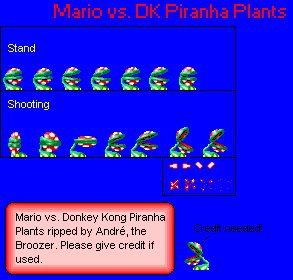 Mario vs. DK Piranha Plants
Stand
Shooting
Credit needed!
Mario vs. Donkey Kong Piranha
Plants ripped by André, the
Broozer. Please give credit if
used.